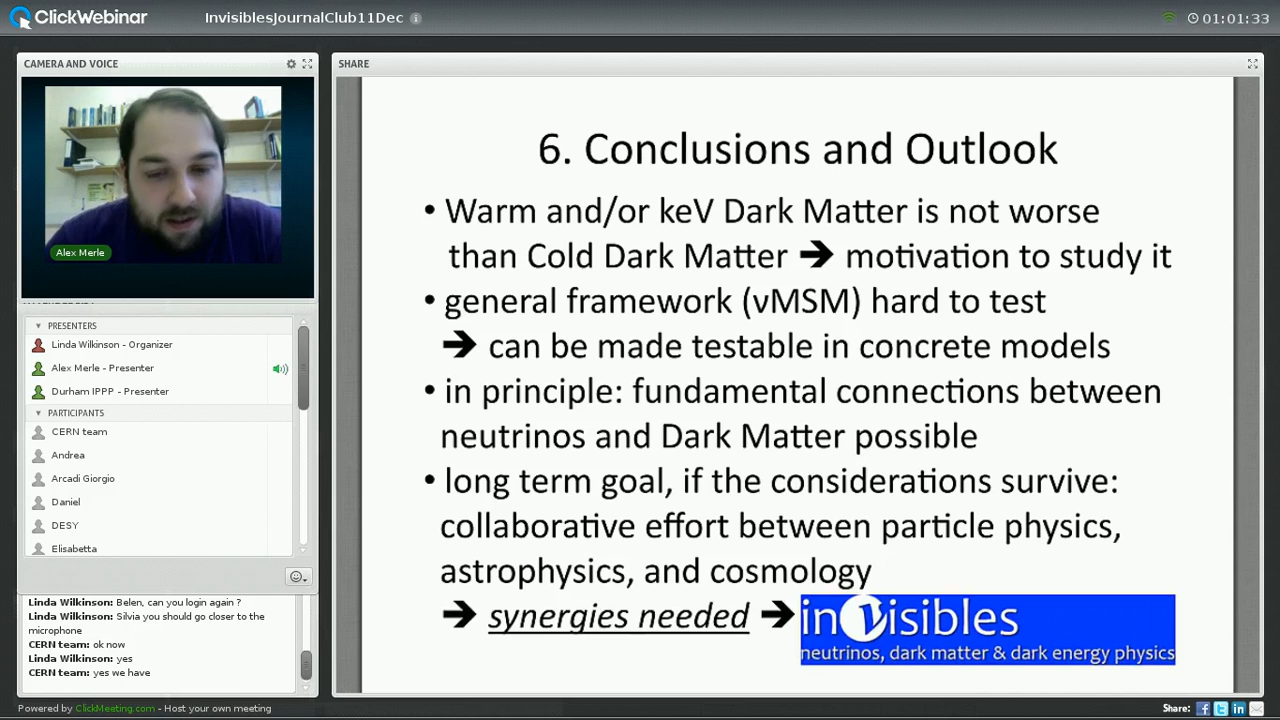 ClickWebinar
InvisiblesJournalClub11Dec
01:01:33
CAMERA AND VOICE
SHARE
Alex Merle
PRESENTERS
Linda Wilkinson - Organizer
Alex Merle - Presenter
Durham IPPP - Presenter
PARTICIPANTS
CERN team
Andrea
Arcadi Giorgio
Daniel
DESY
Elisabetta
Linda Wilkinson: Belen, can you login again ?
Linda Wilkinson: Silvia you should go closer to the
microphone
CERN team: ok now
Linda Wilkinson: yes
CERN team: yes we have
6. Conclusions and Outlook
• Warm and/or keV Dark Matter is not worse
than Cold Dark Matter ➔ motivation to study it
• general framework (νMSM) hard to test
➔ can be made testable in concrete models
• in principle: fundamental connections between
neutrinos and Dark Matter possible
• long term goal, if the considerations survive:
collaborative effort between particle physics,
astrophysics, and cosmology
➔ synergies needed ➔ inνisibles
neutrinos, dark matter & dark energy physics
Powered by ClickMeeting.com - Host your own meeting
Share: